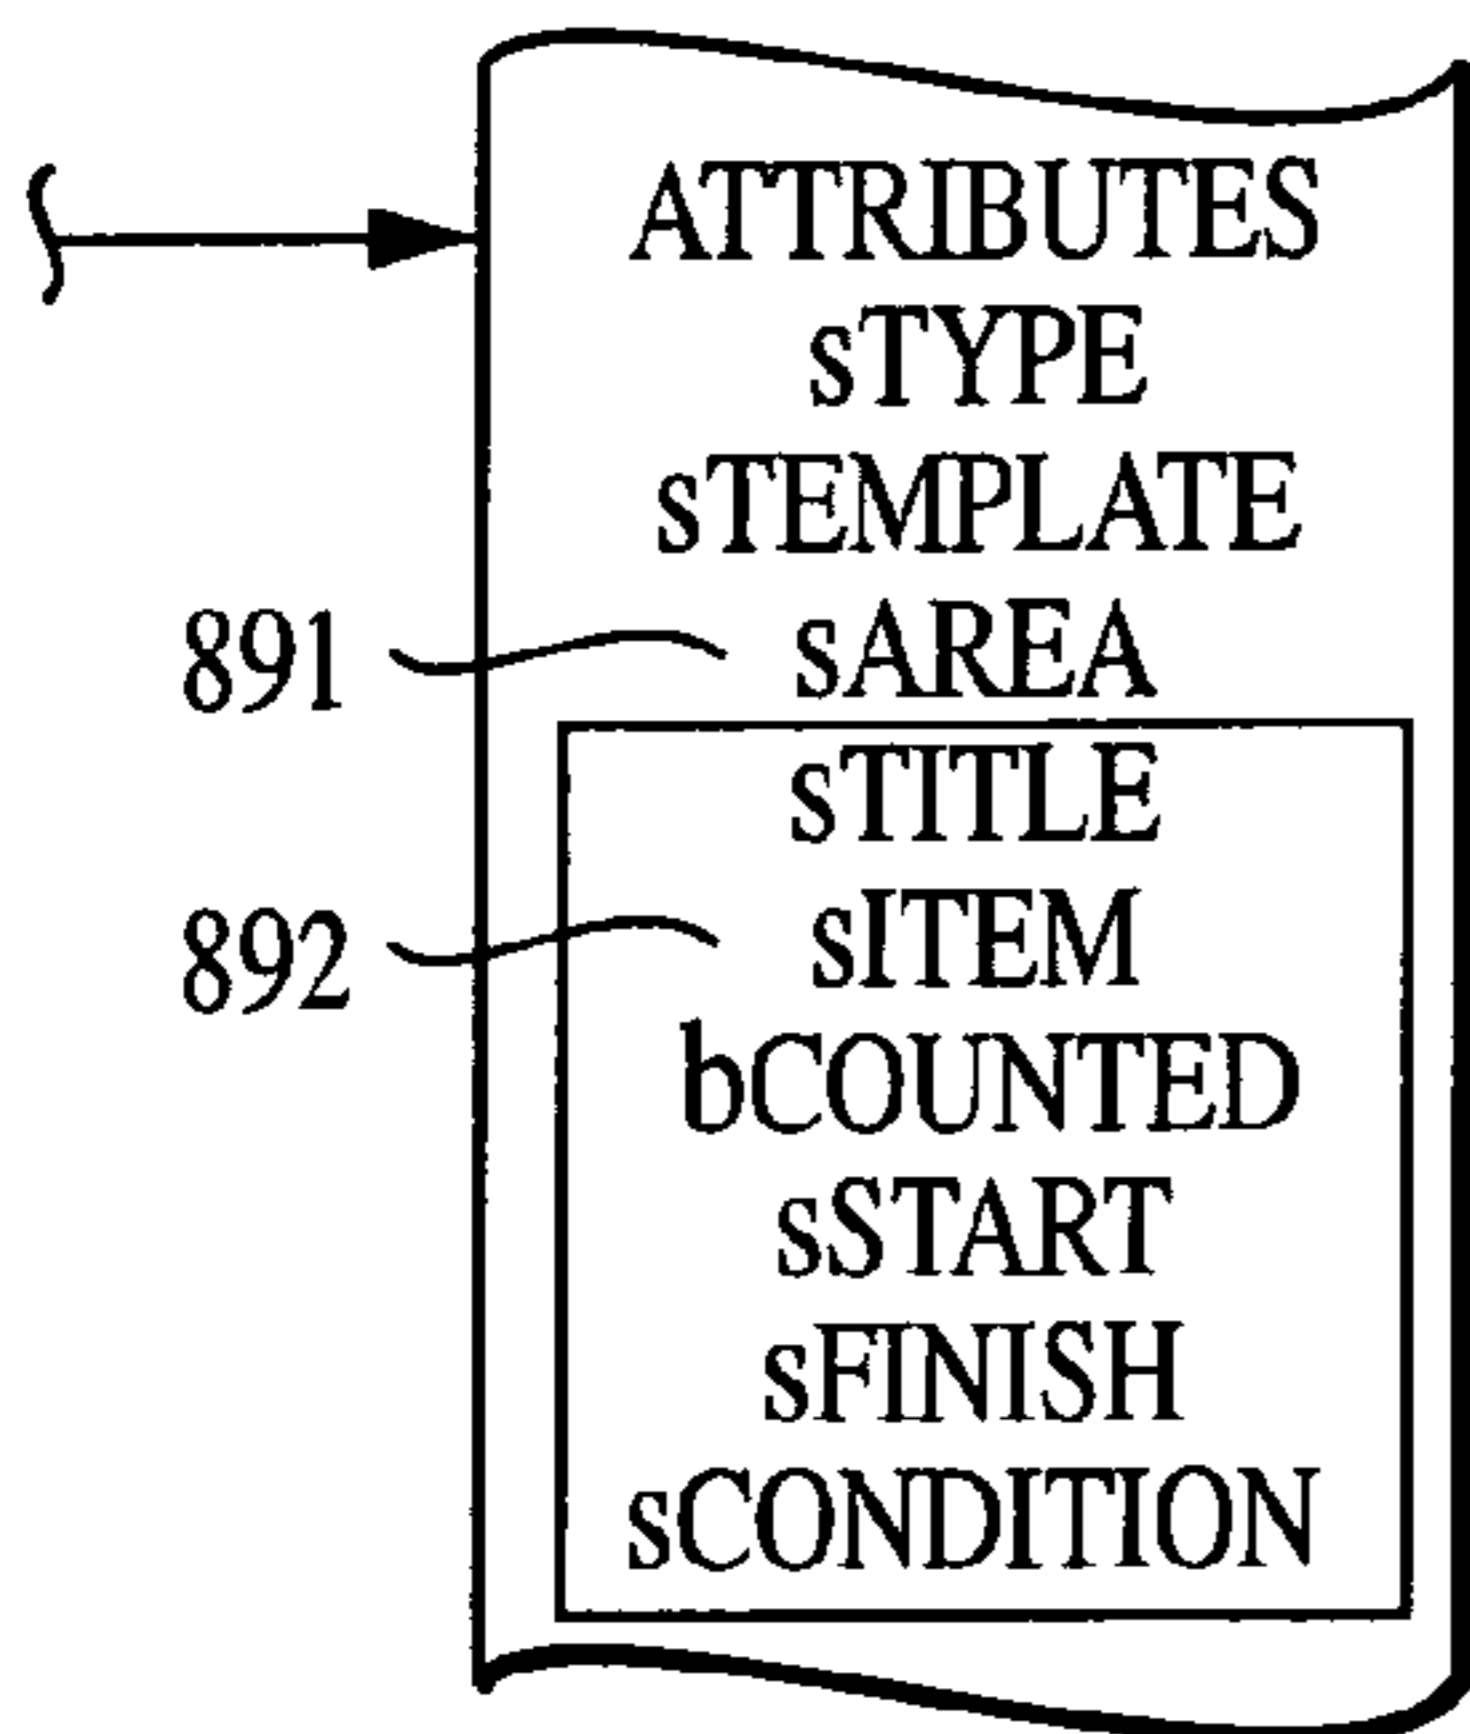 ATTRIBUTES
sTYPE
sTEMPLATE
891 sAREA
sTITLE
892 sITEM
bCOUNTED
sSTART
sFINISH
sCONDITION